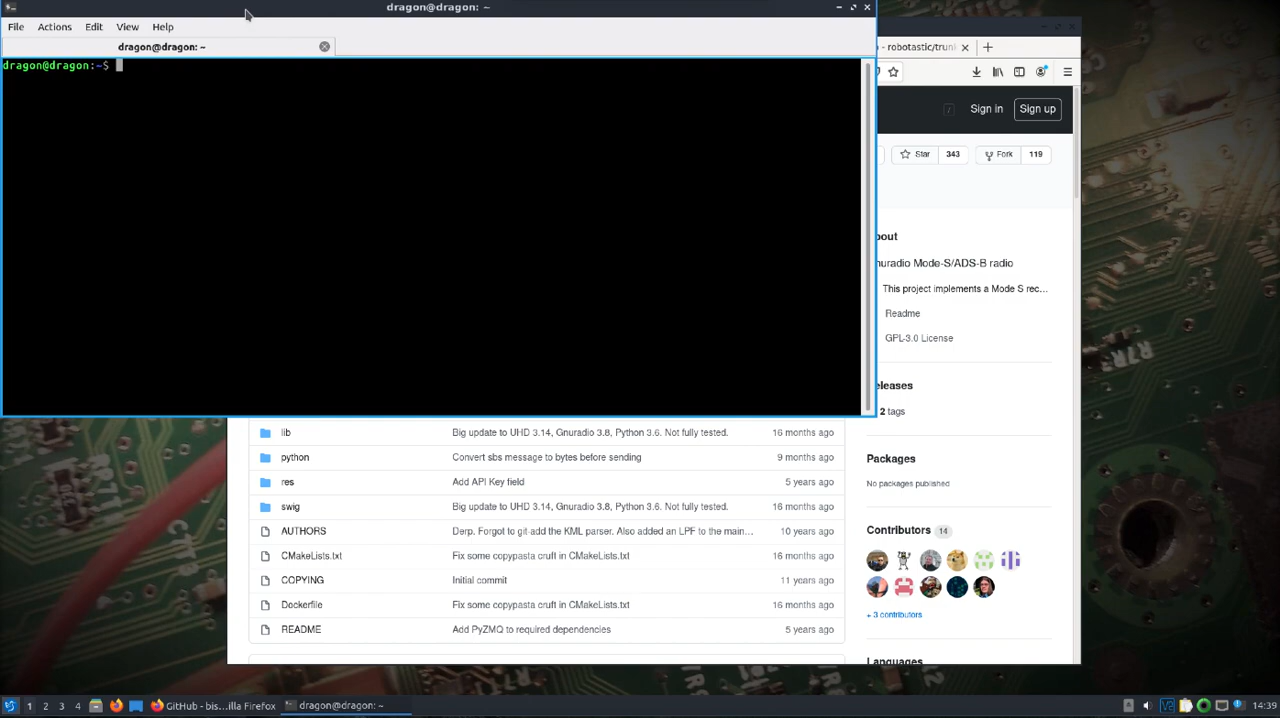 dragon@dragon: ~
File Actions Edit View Help
dragon@dragon: ~
dragon@dragon:~$
- robotastic/trunk
Sign in Sign up
Star 343 Fork 119
bout
nuradio Mode-S/ADS-B radio
This project implements a Mode S rec…
Readme
GPL-3.0 License
eleases
2 tags
lib Big update to UHD 3.14, Gnuradio 3.8, Python 3.6. Not fully tested. 16 months ago
python Convert sbs message to bytes before sending 9 months ago
res Add API Key field 5 years ago
swig Big update to UHD 3.14, Gnuradio 3.8, Python 3.6. Not fully tested. 16 months ago
AUTHORS Derp. Forgot to git-add the KML parser. Also added an LPF to the main… 10 years ago
CMakeLists.txt Fix some copypasta cruft in CMakeLists.txt 16 months ago
COPYING Initial commit 11 years ago
Dockerfile Fix some copypasta cruft in CMakeLists.txt 16 months ago
README Add PyZMQ to required dependencies 5 years ago
Packages
No packages published
Contributors 14
+ 3 contributors
Languages
1 2 3 4 GitHub - bis…illa Firefox dragon@dragon: ~ 14:39